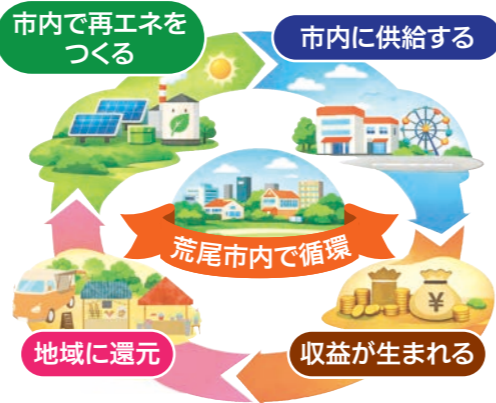 市内で再エネを
つくる
市内に供給する
荒尾市内で循環
¥
地域に還元
収益が生まれる